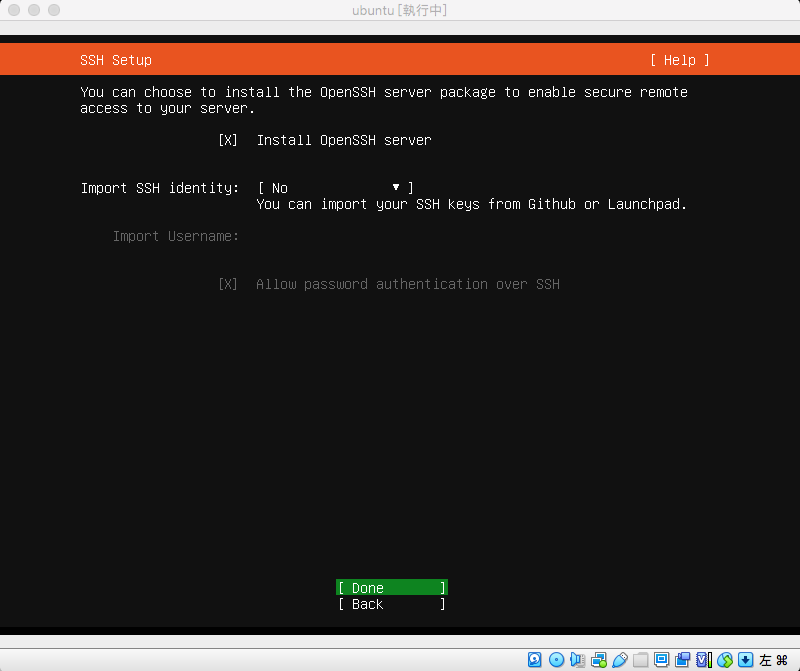 ubuntu [執行中]
SSH Setup [ Help ]
You can choose to install the OpenSSH server package to enable secure remote
access to your server.
[X] Install OpenSSH server
Import SSH identity: [ No ▾ ]
You can import your SSH keys from Github or Launchpad.
Import Username:
[X] Allow password authentication over SSH
[ Done ]
[ Back ]
左 ⌘